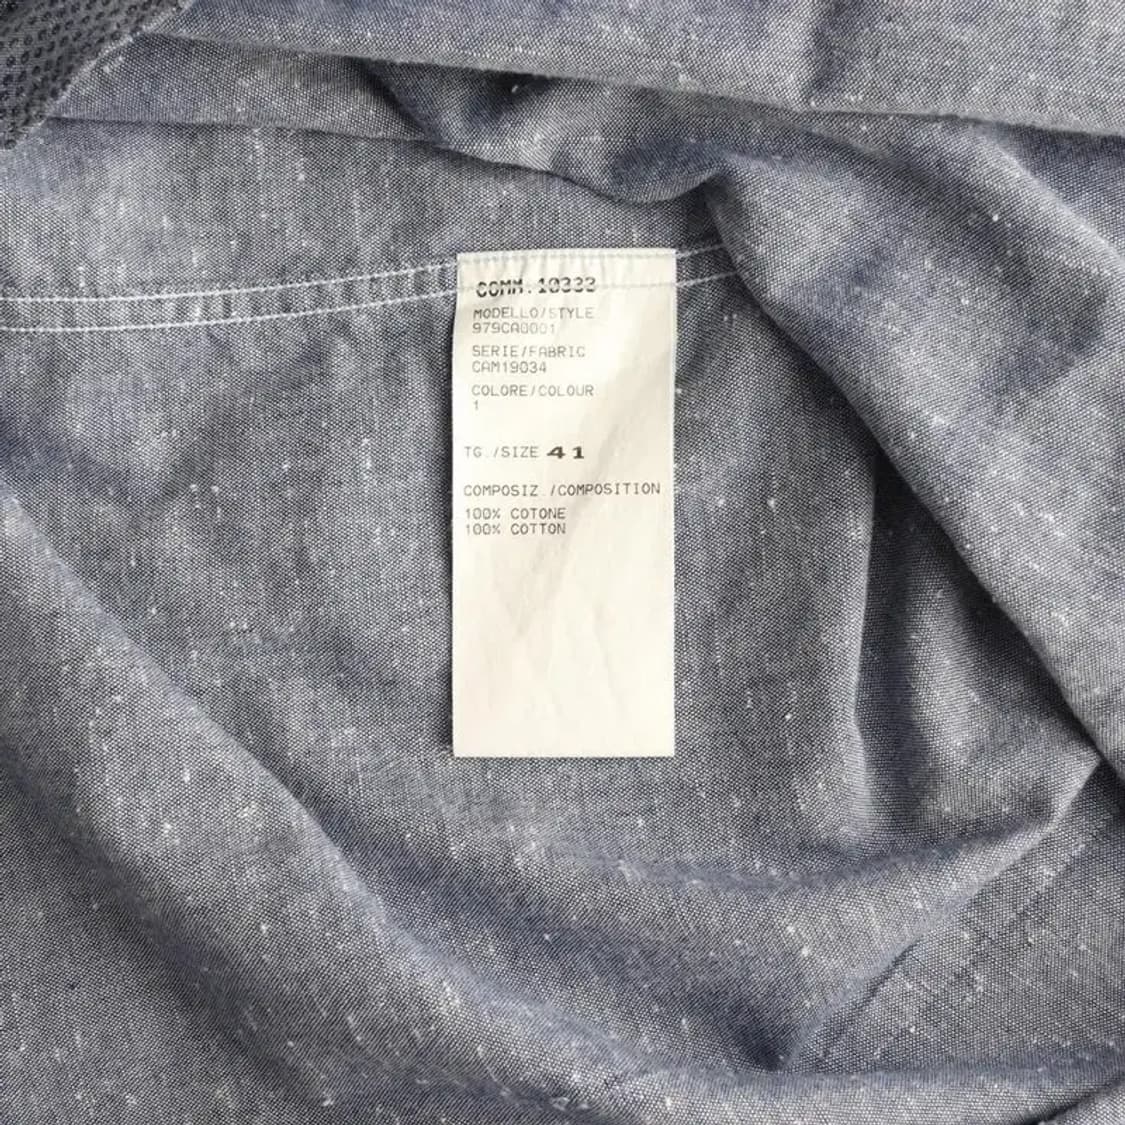 COMM.10333
MODELLO/STYLE
979CA0001
SERIE/FABRIC
CAM19034
COLORE/COLOUR
1
TG./SIZE 41
COMPOSIZ./COMPOSITION
100% COTONE
100% COTTON